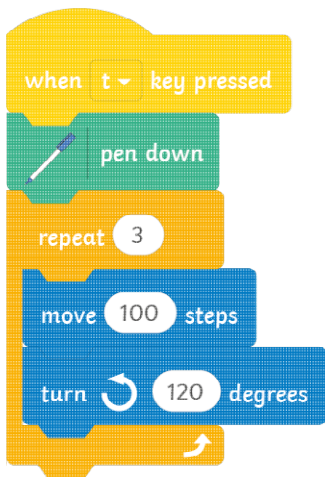 when t key pressed
pen down
repeat 3
move 100 steps
turn 120 degrees